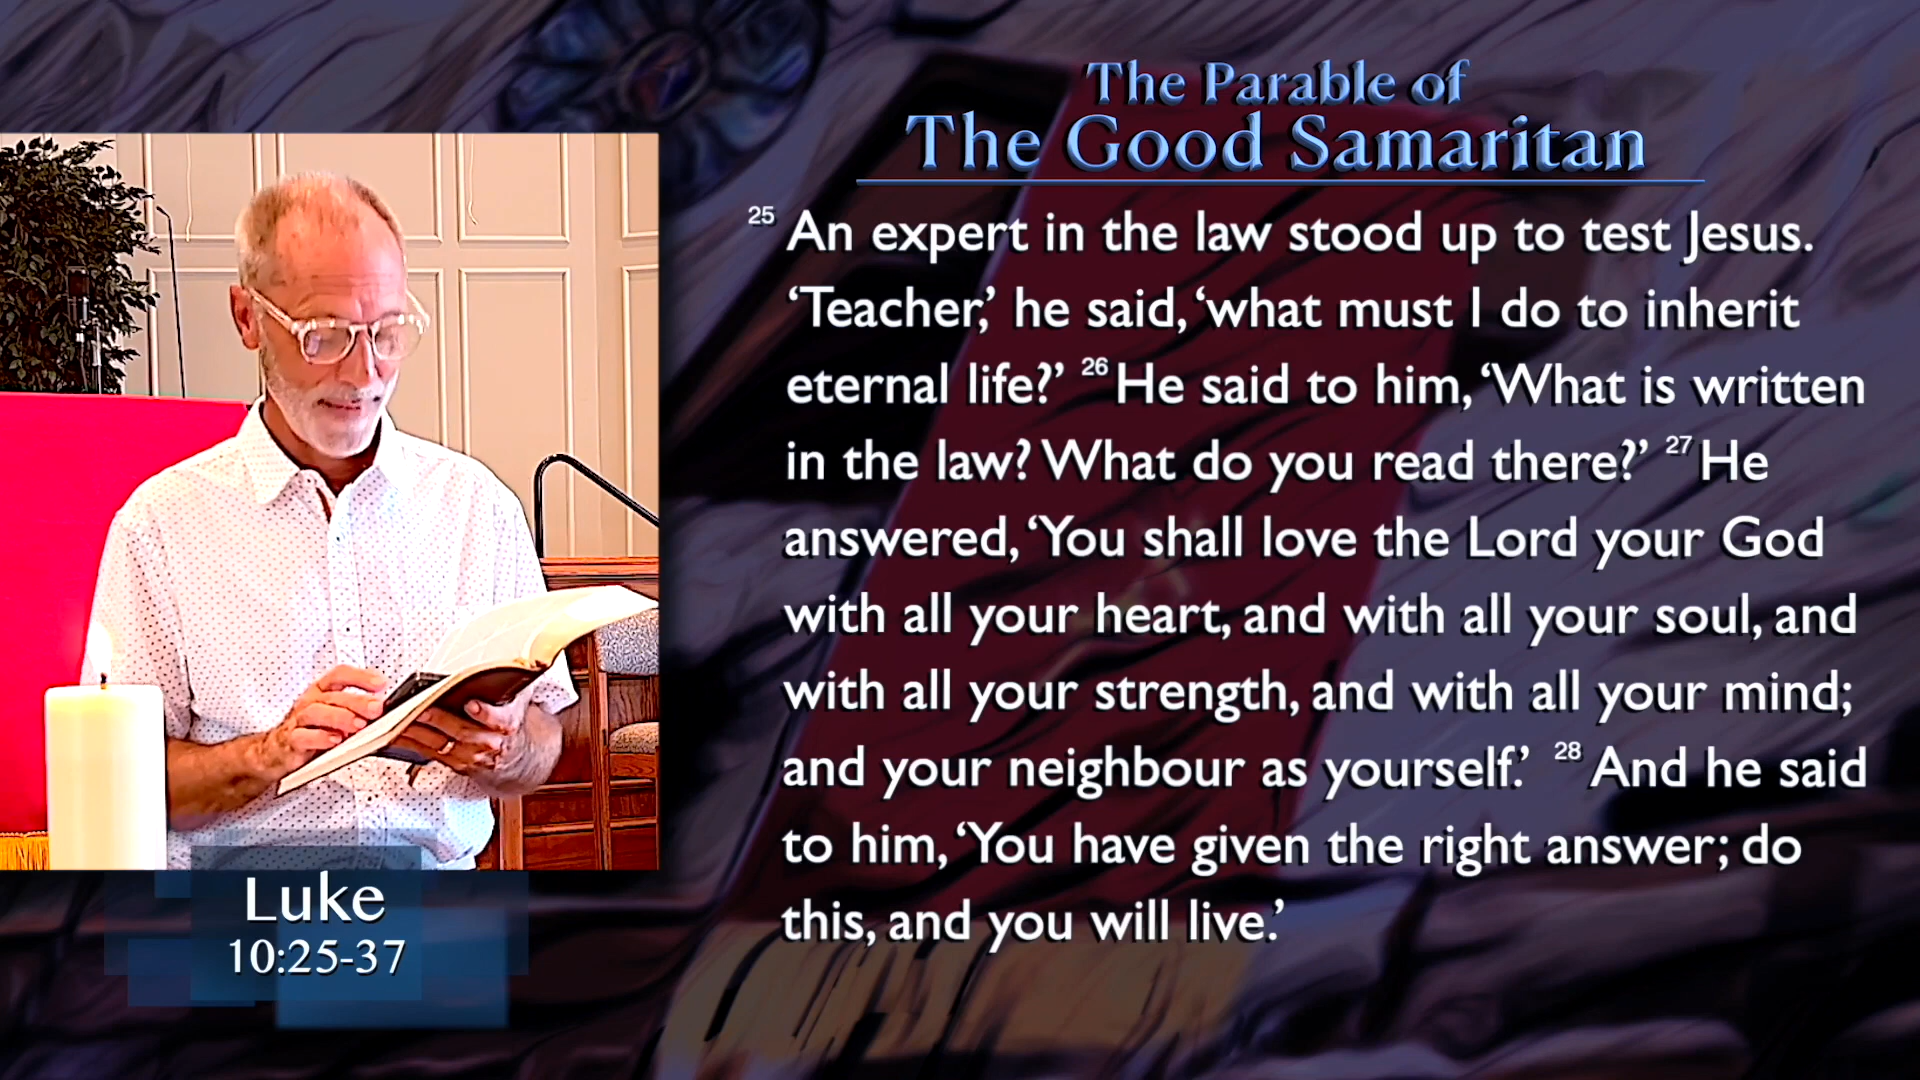 The Parable of
The Good Samaritan
25 An expert in the law stood up to test Jesus.
‘Teacher,’ he said, ‘what must I do to inherit
eternal life?’ 26 He said to him, ‘What is written
in the law? What do you read there?’ 27 He
answered, ‘You shall love the Lord your God
with all your heart, and with all your soul, and
with all your strength, and with all your mind;
and your neighbour as yourself.’ 28 And he said
to him, ‘You have given the right answer; do
this, and you will live.’
Luke
10:25-37